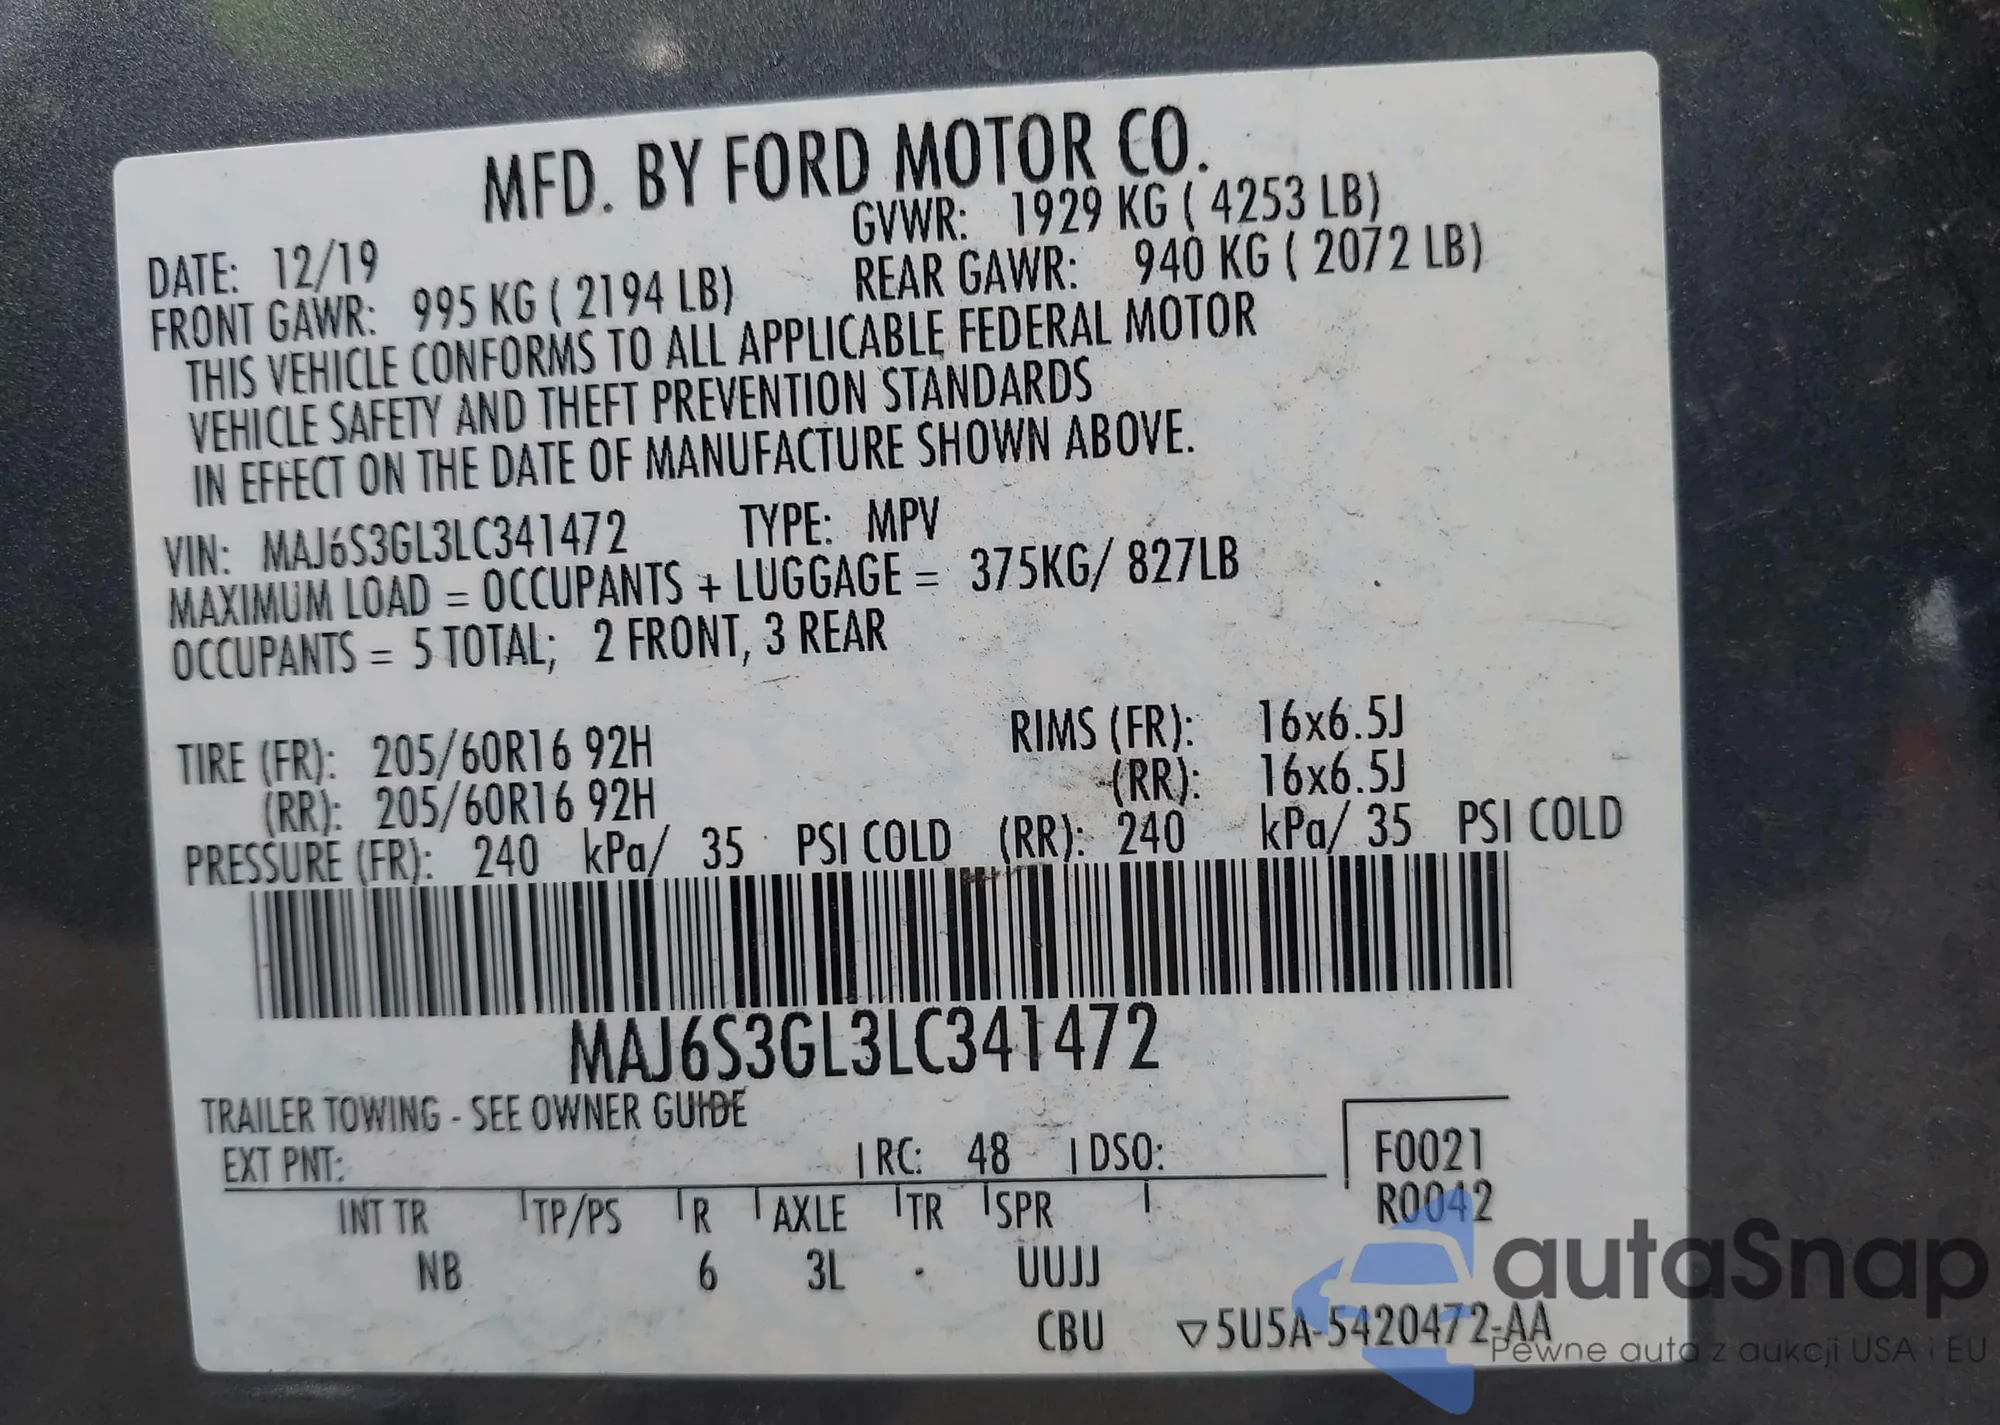 MFD. BY FORD MOTOR CO.
DATE: 12/19 GVWR: 1929 KG ( 4253 LB)
FRONT GAWR: 995 KG ( 2194 LB) REAR GAWR: 940 KG ( 2072 LB)
THIS VEHICLE CONFORMS TO ALL APPLICABLE FEDERAL MOTOR
VEHICLE SAFETY AND THEFT PREVENTION STANDARDS
IN EFFECT ON THE DATE OF MANUFACTURE SHOWN ABOVE.
VIN: MAJ6S3GL3LC341472 TYPE: MPV
MAXIMUM LOAD = OCCUPANTS + LUGGAGE = 375KG/ 827LB
OCCUPANTS = 5 TOTAL; 2 FRONT, 3 REAR
TIRE (FR): 205/60R16 92H RIMS (FR): 16x6.5J
(RR): 205/60R16 92H (RR): 16x6.5J
PRESSURE (FR): 240 kPa/ 35 PSI COLD (RR): 240 kPa/ 35 PSI COLD
MAJ6S3GL3LC341472
TRAILER TOWING - SEE OWNER GUIDE
EXT PNT: RC: 48 DSO: F0021
INT TR TP/PS R AXLE TR SPR R0042
NB 6 3L . UUJJ
CBU ▽5U5A-5420472-AA
autaSnap
Pewne auta z aukcji USA i EU